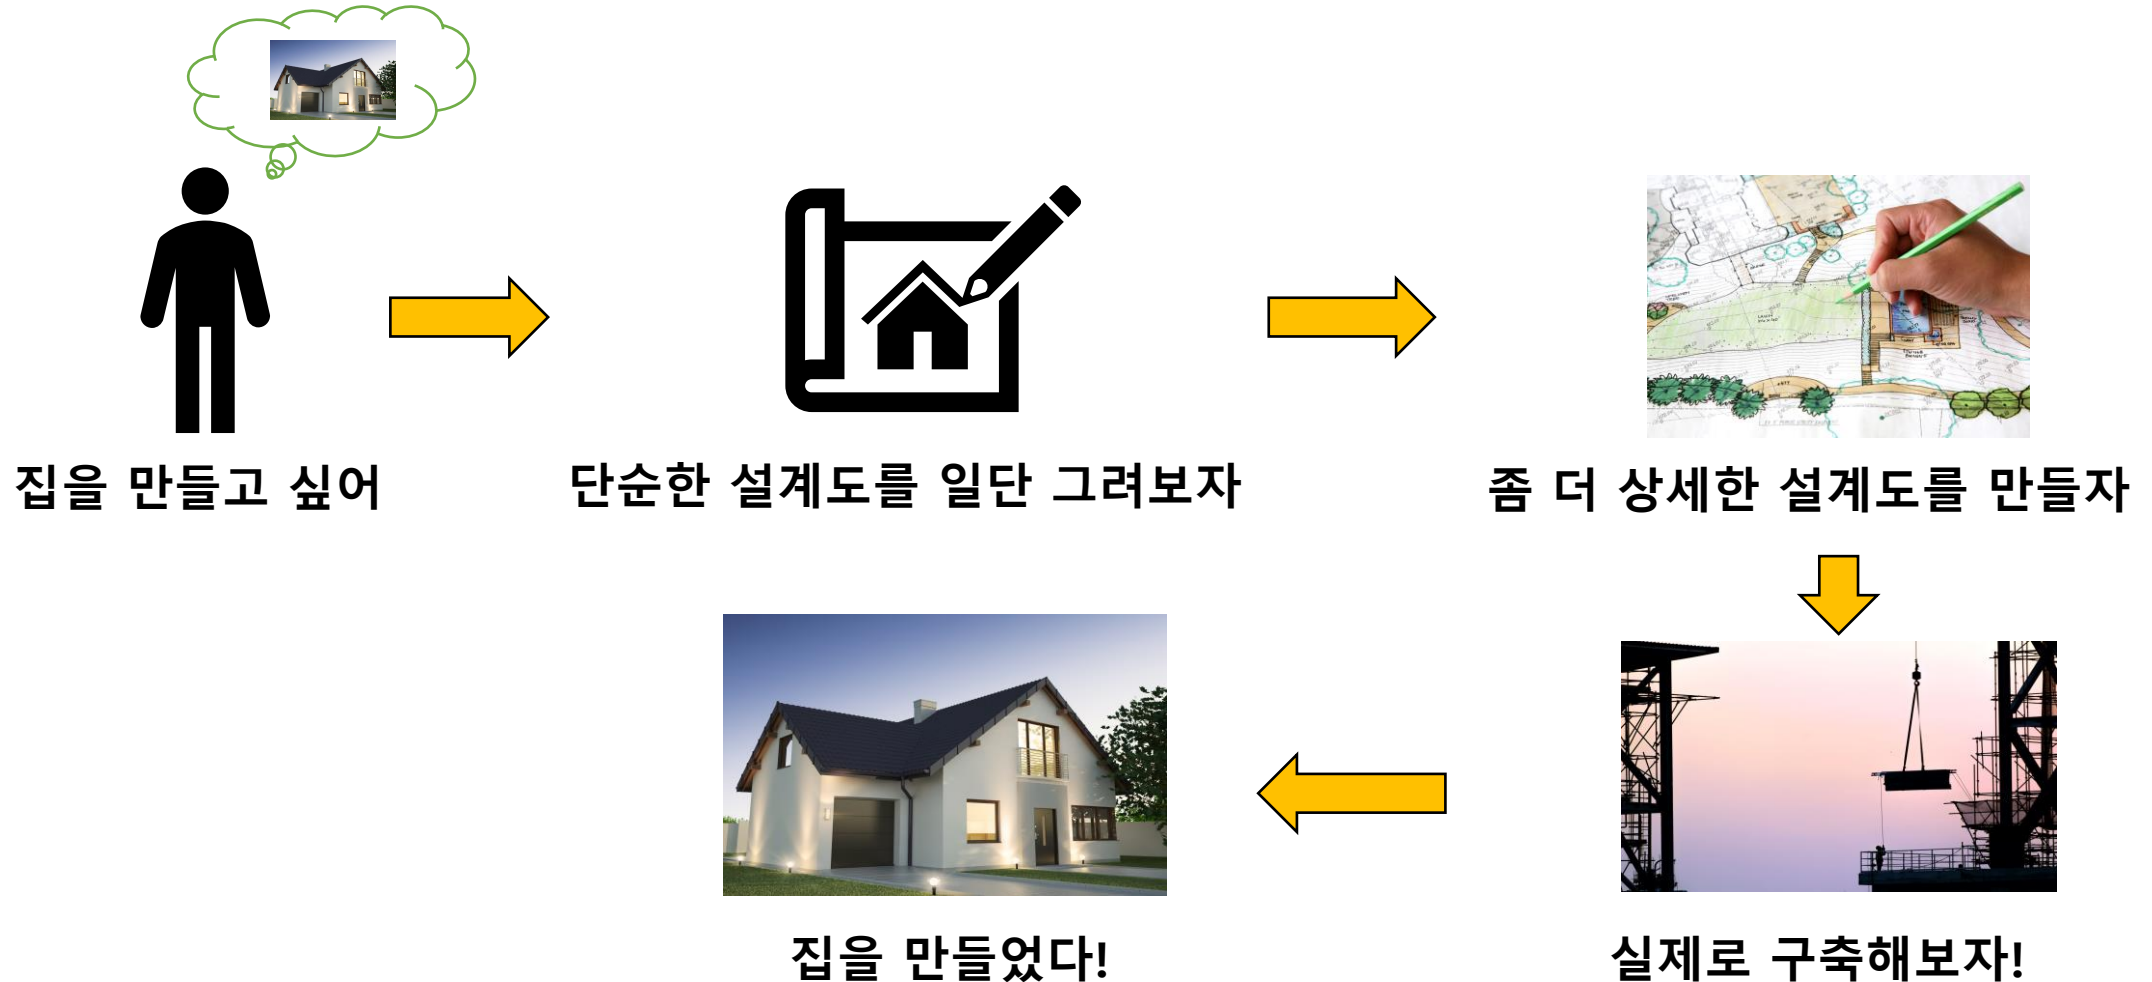 집을 만들고 싶어
단순한 설계도를 일단 그려보자
좀 더 상세한 설계도를 만들자
집을 만들었다!
실제로 구축해보자!